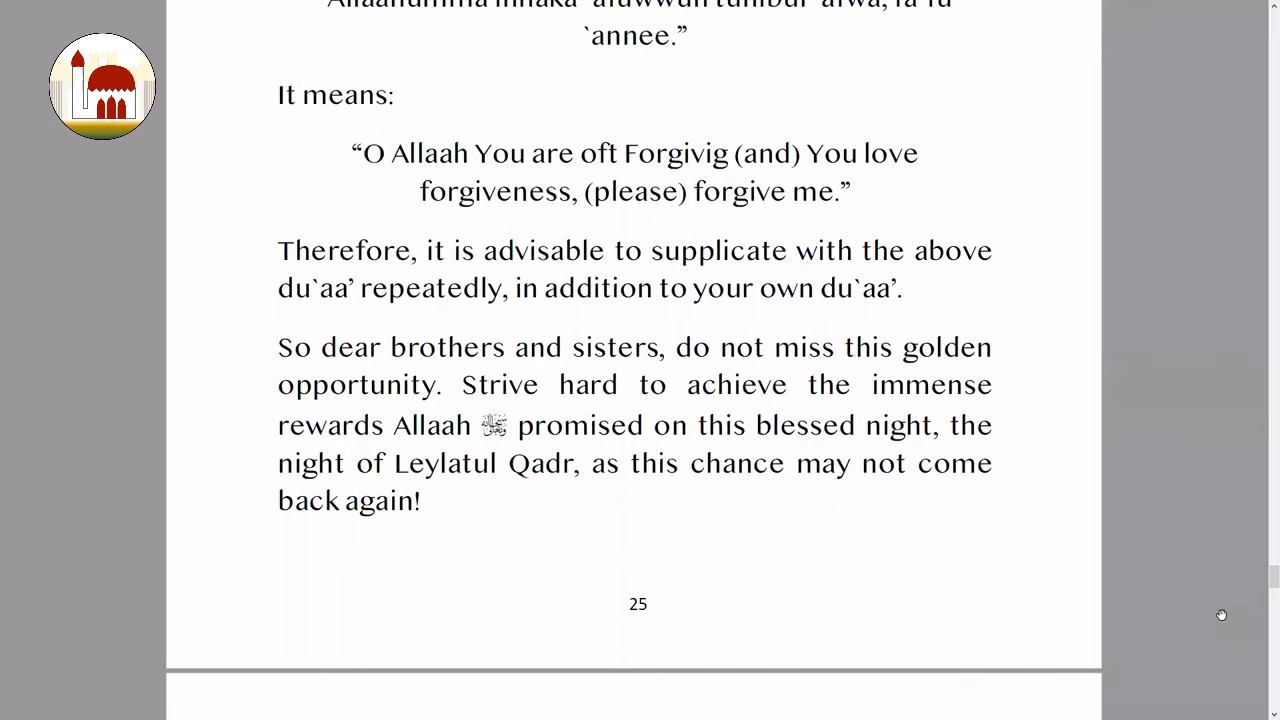 `annee.”
It means:
“O Allaah You are oft Forgivig (and) You love
forgiveness, (please) forgive me.”
Therefore, it is advisable to supplicate with the above
du`aa’ repeatedly, in addition to your own du`aa’.
So dear brothers and sisters, do not miss this golden
opportunity. Strive hard to achieve the immense
rewards Allaah promised on this blessed night, the
night of Leylatul Qadr, as this chance may not come
back again!
25